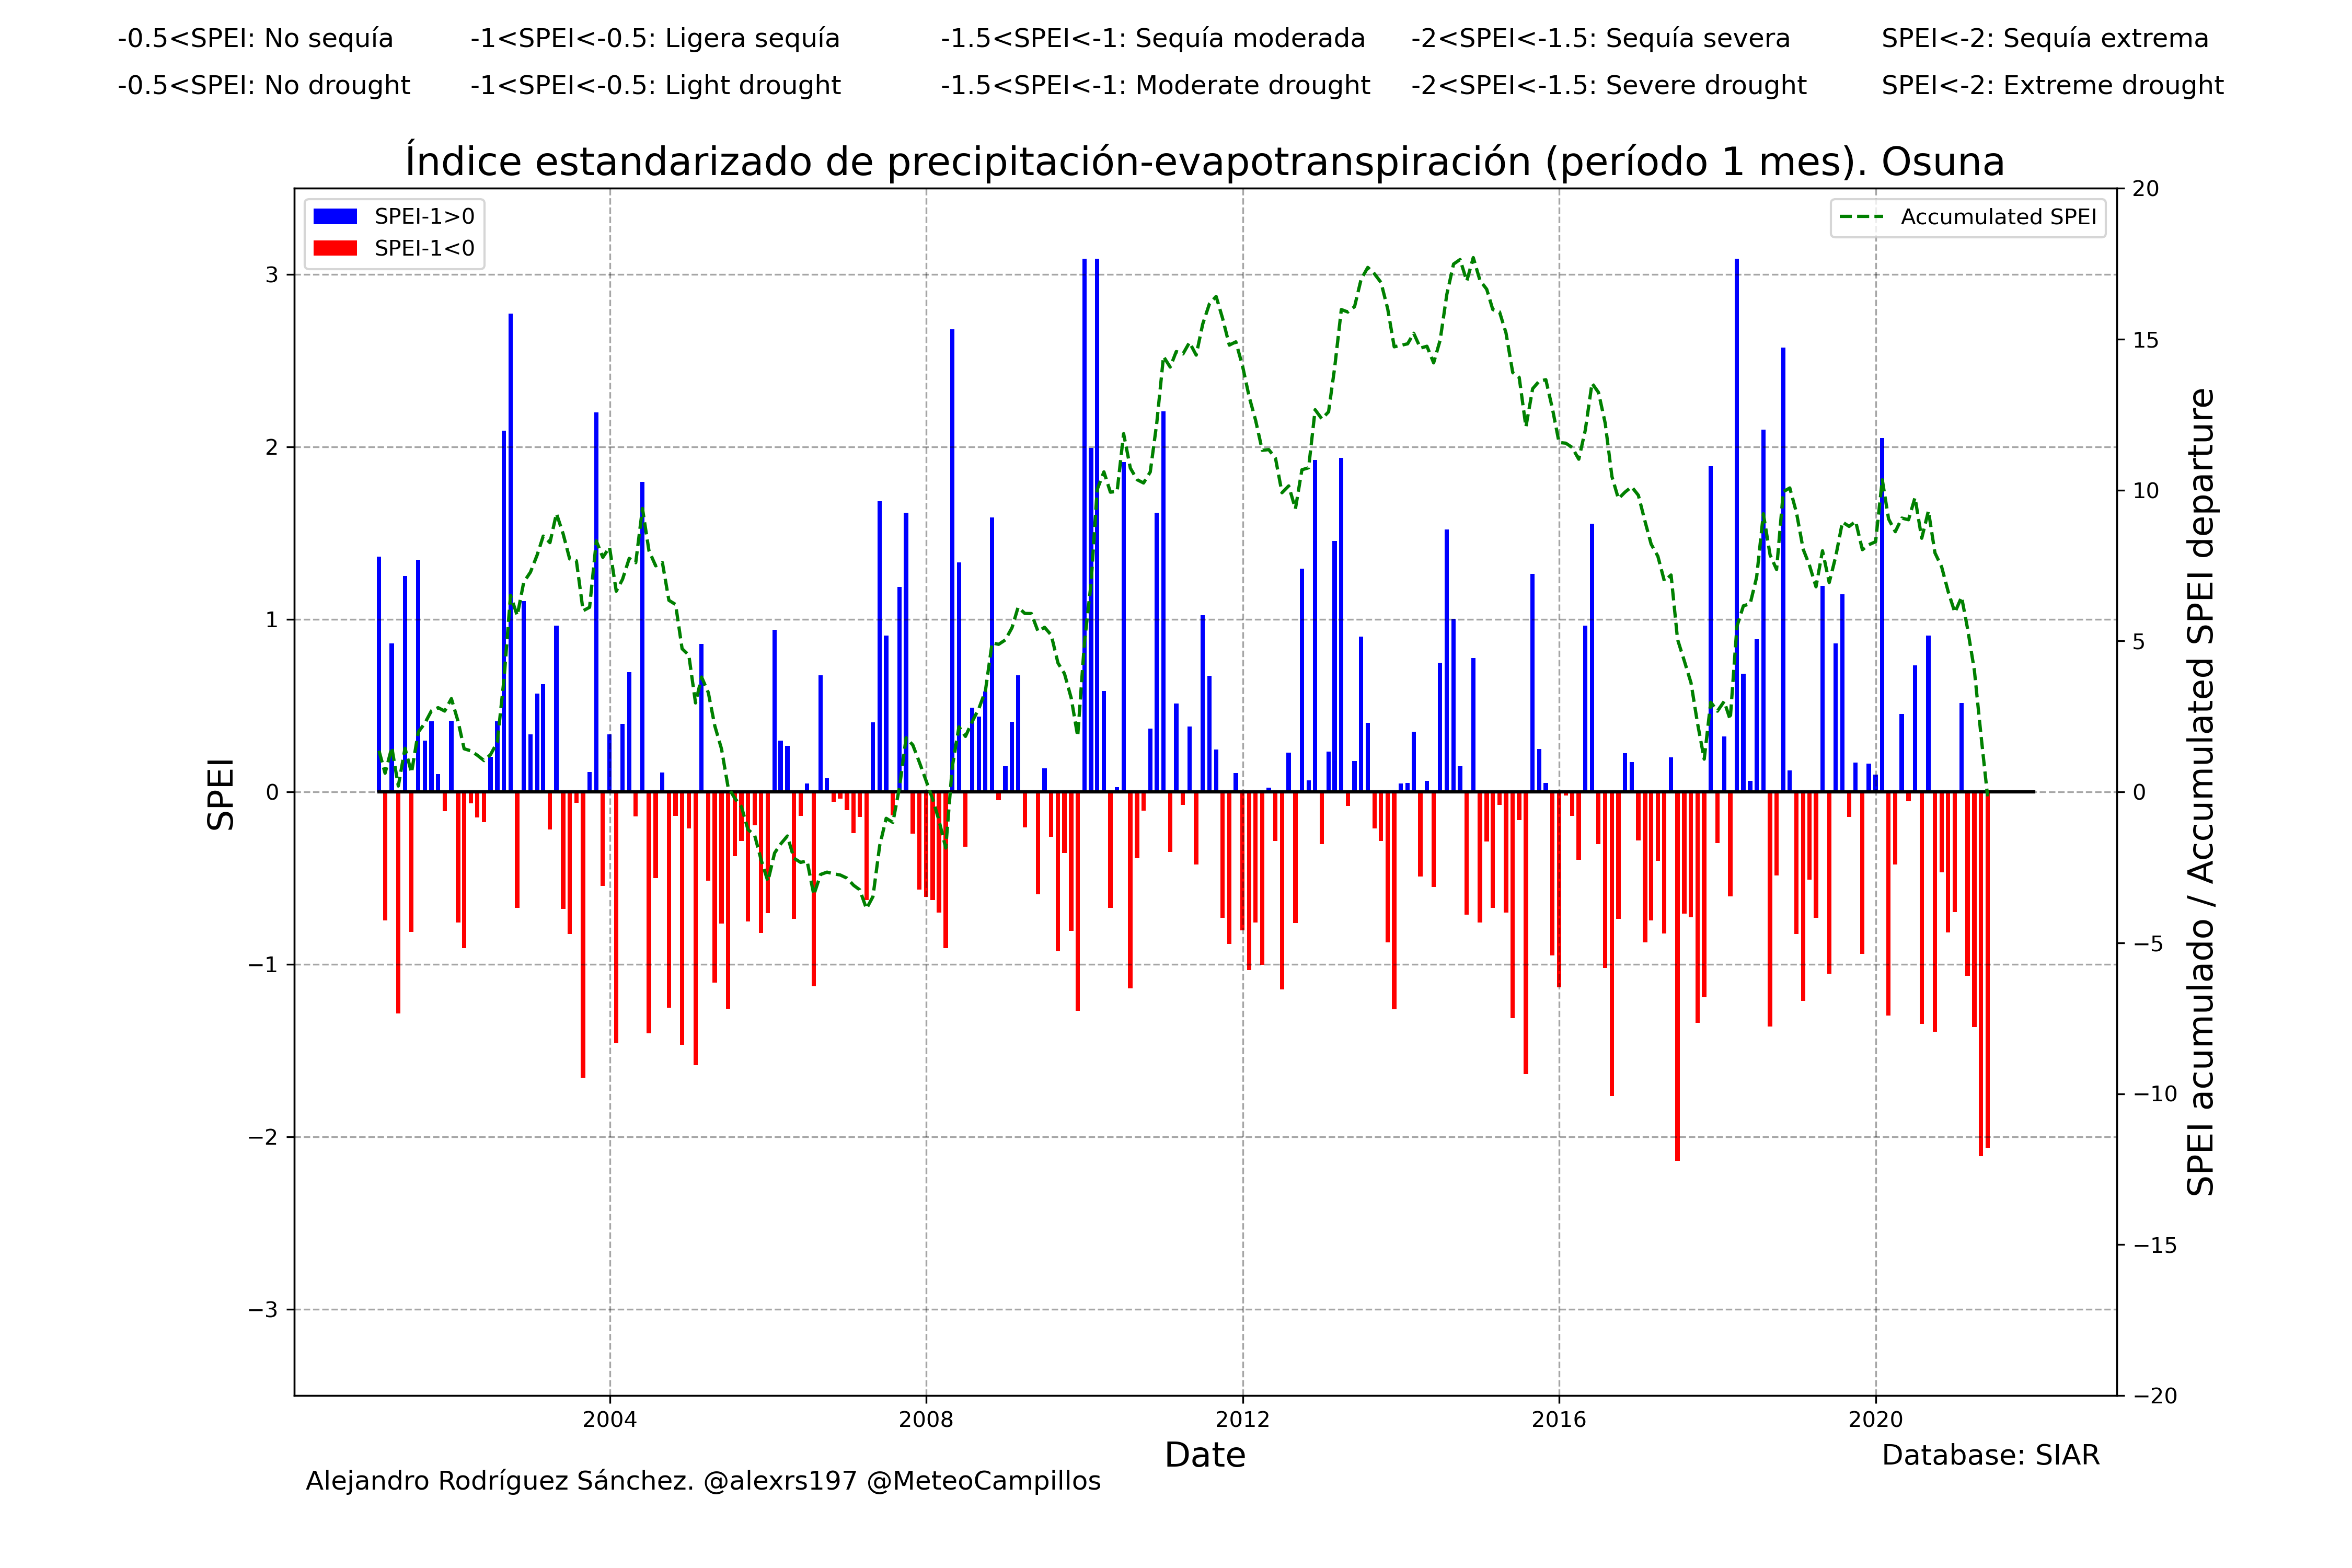 -0.5<SPEI: No sequía -1<SPEI<-0.5: Ligera sequía -1.5<SPEI<-1: Sequía moderada -2<SPEI<-1.5: Sequía severa SPEI<-2: Sequía extrema
-0.5<SPEI: No drought -1<SPEI<-0.5: Light drought -1.5<SPEI<-1: Moderate drought -2<SPEI<-1.5: Severe drought SPEI<-2: Extreme drought
Índice estandarizado de precipitación-evapotranspiración (período 1 mes). Osuna
SPEI-1>0
SPEI-1<0
Accumulated SPEI
SPEI
3
2
1
0
−1
−2
−3
20
15
10
5
0
−5
−10
−15
−20
SPEI acumulado / Accumulated SPEI departure
2004 2008 2012 2016 2020
Date
Database: SIAR
Alejandro Rodríguez Sánchez. @alexrs197 @MeteoCampillos